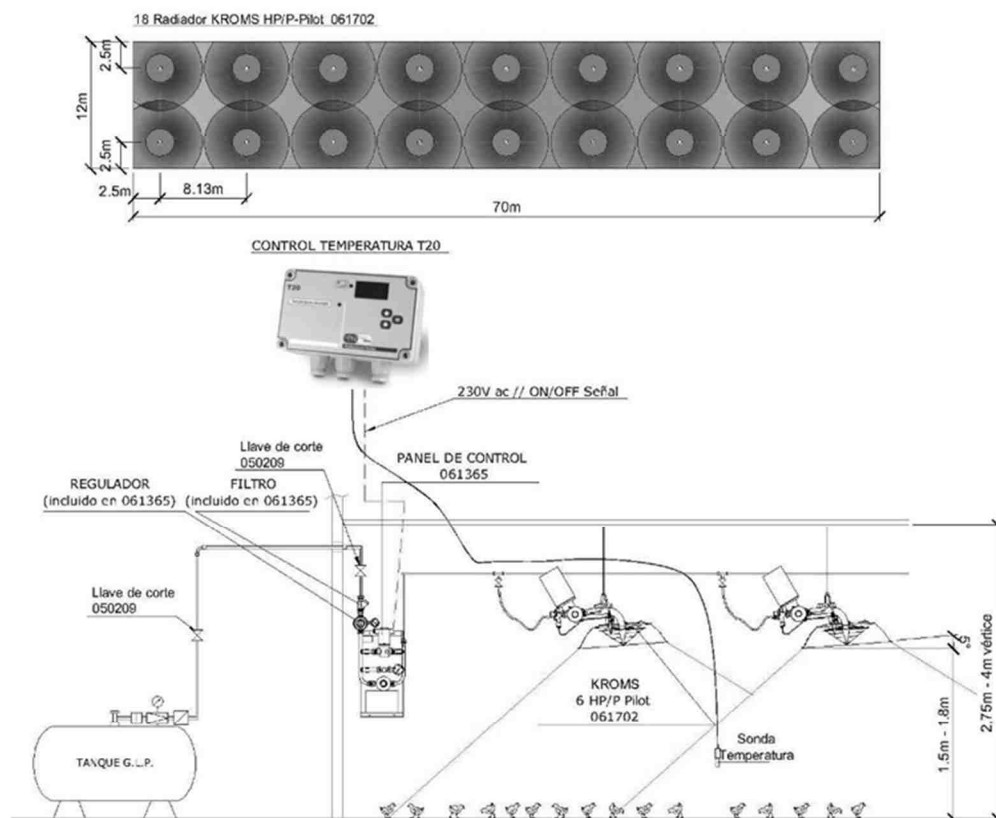 18 Radiador KROMS HP/P-Pilot 061702
2.5m
12m
2.5m
2.5m
8.13m
70m
CONTROL TEMPERATURA T20
T20
230V ac // ON/OFF Señal
Llave de corte
050209
PANEL DE CONTROL
061365
REGULADOR
(incluido en 061365)
FILTRO
(incluido en 061365)
Llave de corte
050209
TANQUE G.L.P.
KROMS
6 HP/P Pilot
061702
Sonda
Temperatura
5°
1.5m - 1.8m
2,75m - 4m vértice